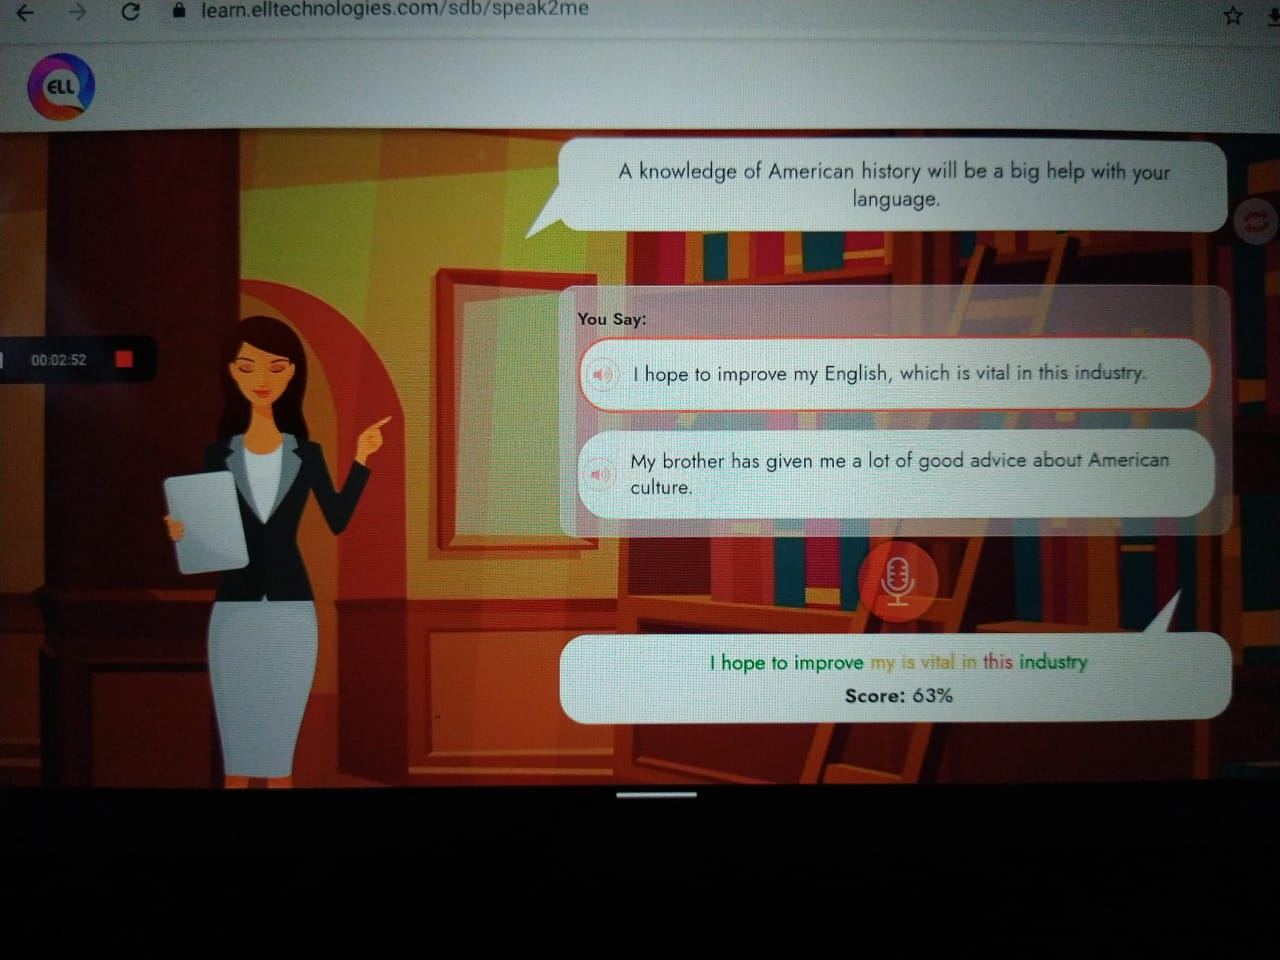 learn.elltechnologies.com/sdb/speak2me
ELL
A knowledge of American history will be a big help with your
language.
You Say:
I hope to improve my English, which is vital in this industry.
00:02:52
My brother has given me a lot of good advice about American
culture.
I hope to improve my is vital in this industry
Score: 63%